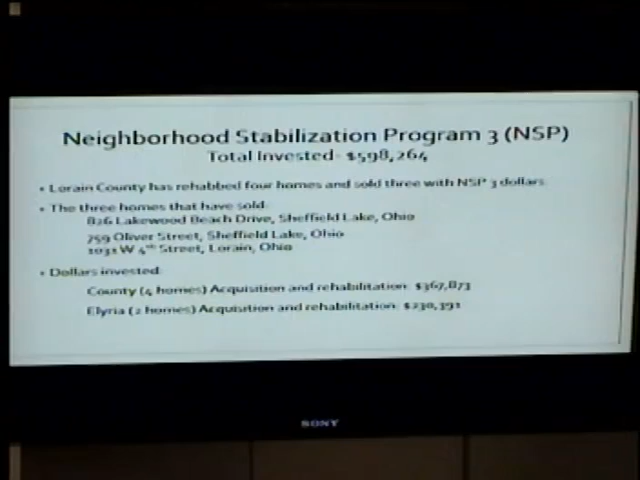 Neighborhood Stabilization Program 3 (NSP)
Total Invested- $598,264
• Lorain County has rehabbed four homes and sold three with NSP 3 dollars.
• The three homes that have sold:
826 Lakewood Beach Drive, Sheffield Lake, Ohio
759 Oliver Street, Sheffield Lake, Ohio
1031 W 4th Street, Lorain, Ohio
• Dollars invested:
County (4 homes) Acquisition and rehabilitation: $367,873
Elyria (2 homes) Acquisition and rehabilitation: $230,391
SONY